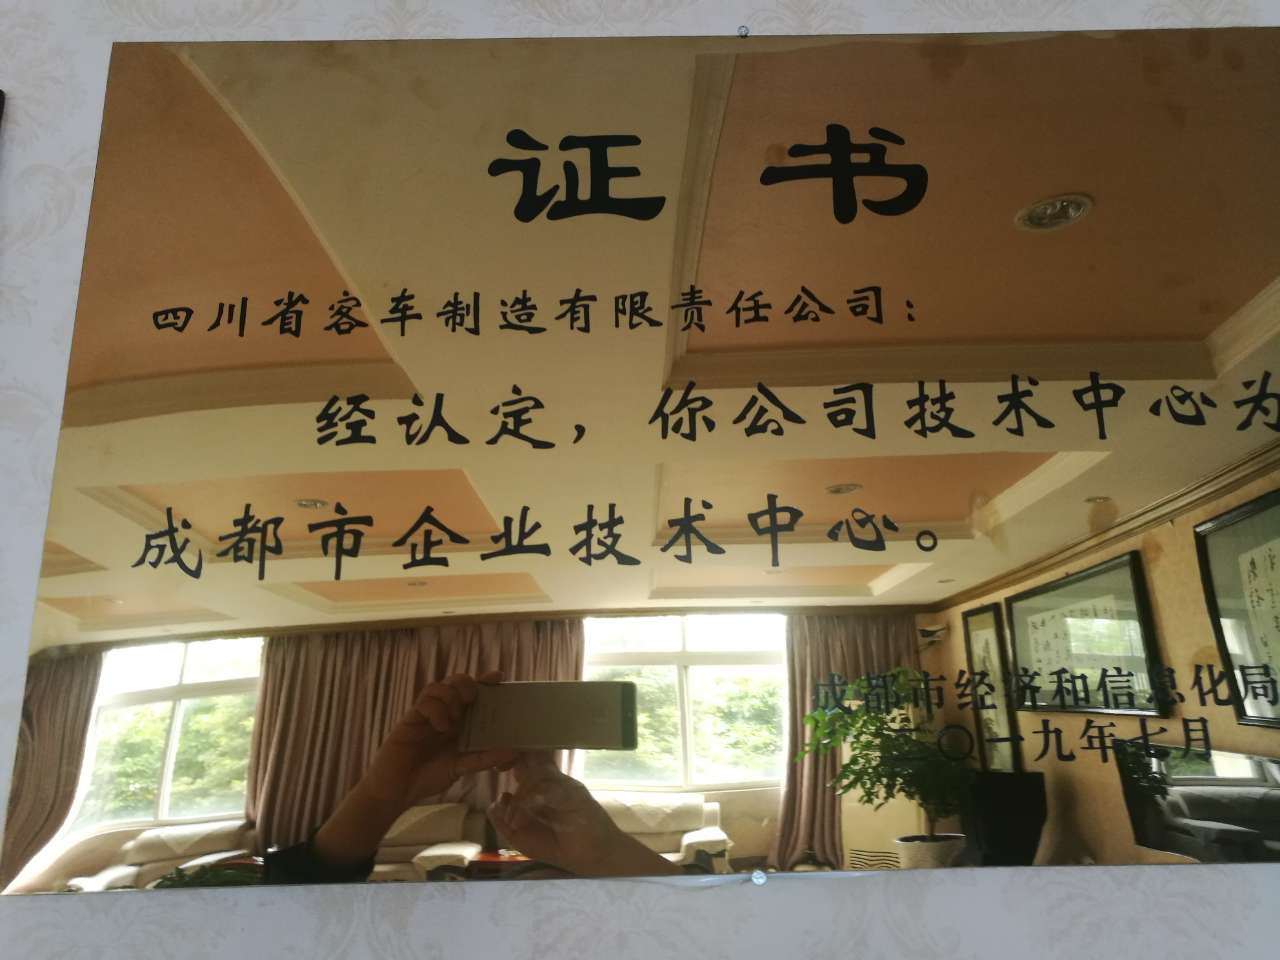 证书
四川省客车制造有限责任公司：
经认定，你公司技术中心为
成都市企业技术中心。
成都市经济和信息化局
二〇一九年七月